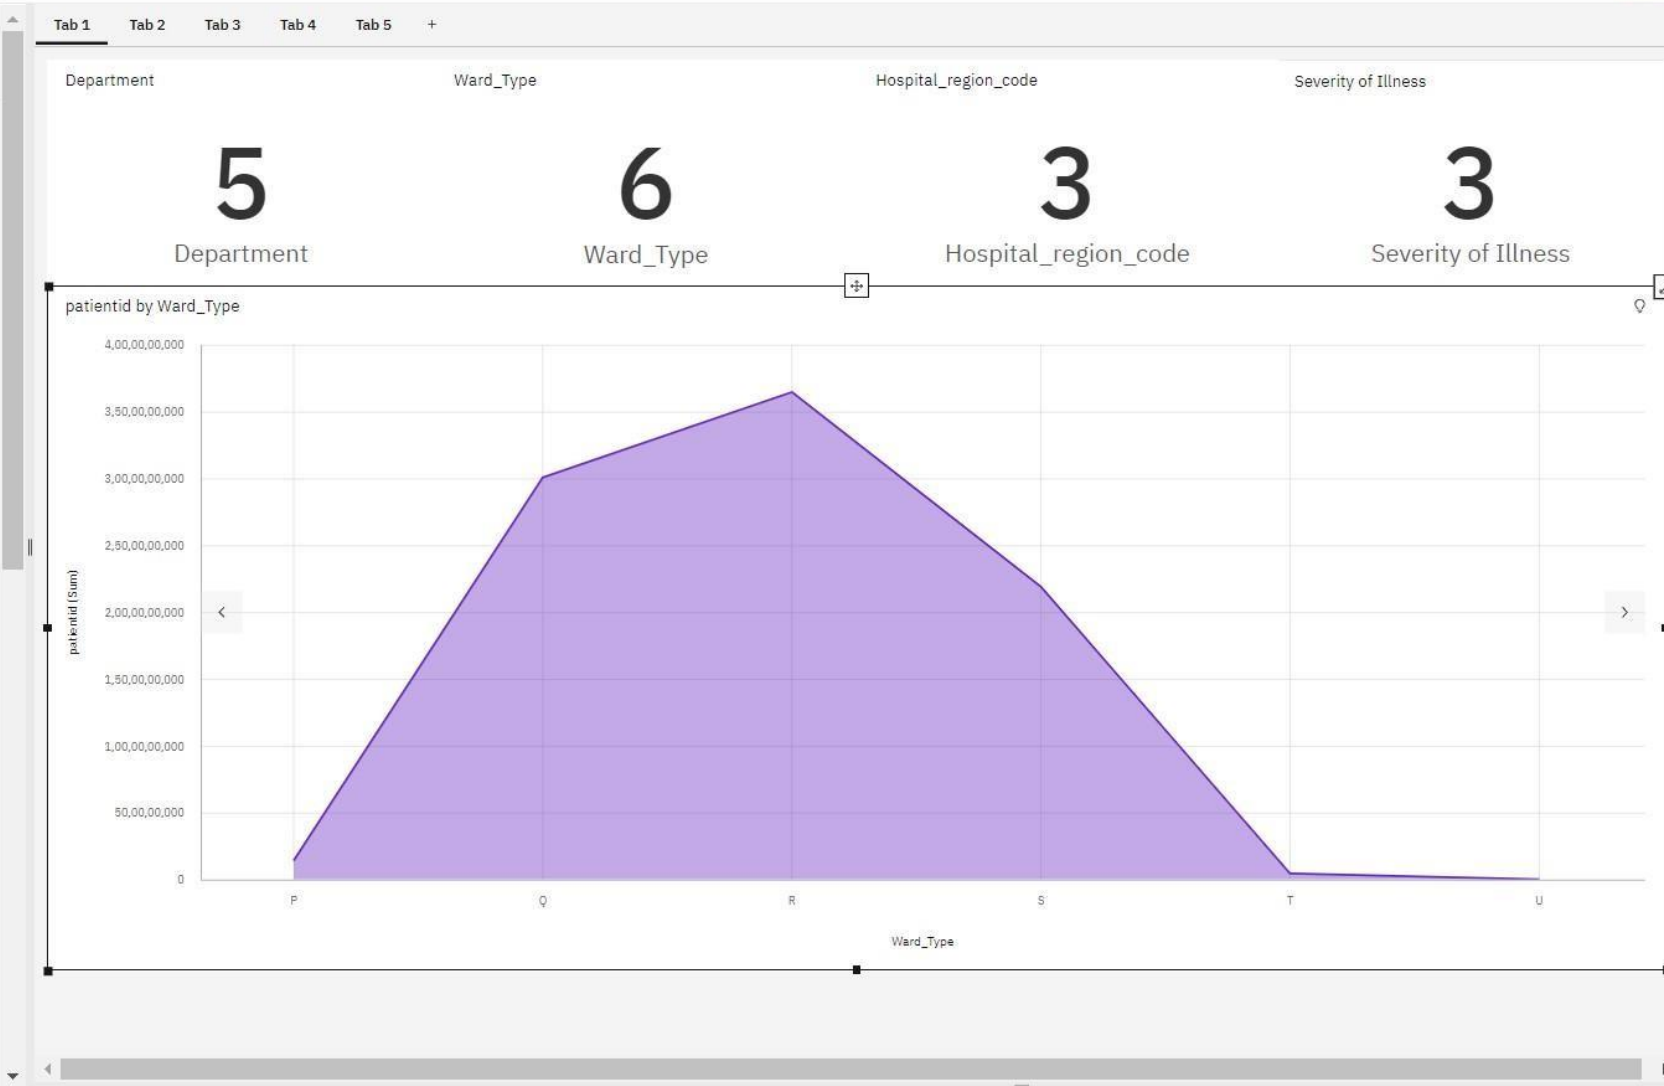 Tab 1 Tab 2 Tab 3 Tab 4 Tab 5 +
Department Ward_Type Hospital_region_code Severity of Illness
5 6 3 3
Department Ward_Type Hospital_region_code Severity of Illness
patientid by Ward_Type
4,00,00,00,000
3,50,00,00,000
3,00,00,00,000
2,50,00,00,000
2,00,00,00,000
1,50,00,00,000
1,00,00,00,000
50,00,00,000
0
patientid (Sum)
P Q R S T U
Ward_Type